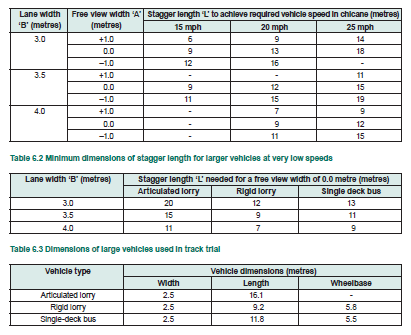 Lane width Free view width 'A' Stagger length 'L' to achieve required vehicle speed in chicane (metres)
'B' (metres) (metres) 15 mph 20 mph 25 mph
3.0 +1.0 6 9 14
0.0 9 13 18
–1.0 12 16 -
3.5 +1.0 - - 11
0.0 9 12 15
–1.0 11 15 19
4.0 +1.0 - 7 9
0.0 - 9 12
–1.0 - 11 15
Table 6.2 Minimum dimensions of stagger length for larger vehicles at very low speeds
Lane width 'B' (metres) Stagger length 'L' needed for a free view width of 0.0 metre (metres)
Articulated lorry Rigid lorry Single deck bus
3.0 20 12 13
3.5 15 9 11
4.0 11 7 9
Table 6.3 Dimensions of large vehicles used in track trial
Vehicle type Vehicle dimensions (metres)
Width Length Wheelbase
Articulated lorry 2.5 16.1 -
Rigid lorry 2.5 9.2 5.8
Single-deck bus 2.5 11.8 5.5